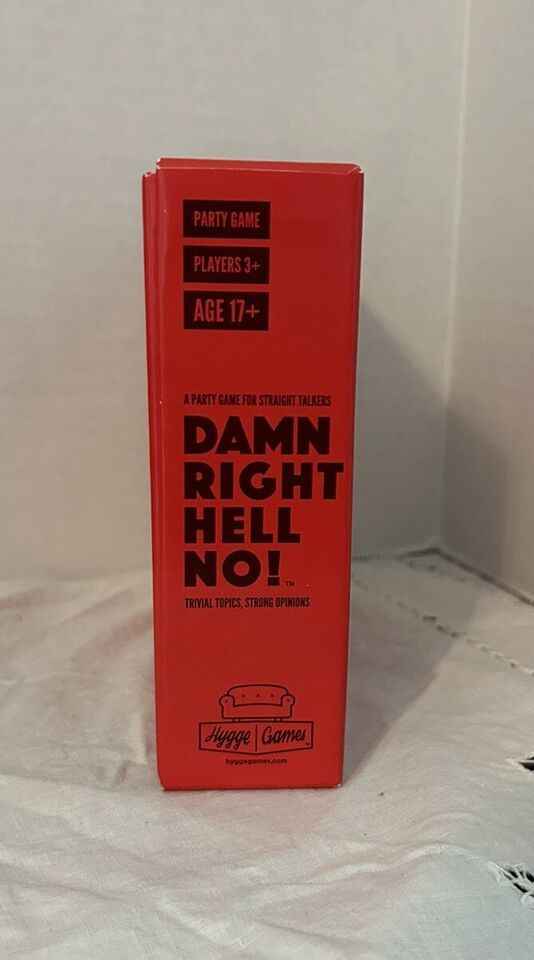 PARTY GAME
PLAYERS 3+
AGE 17+
A PARTY GAME FOR STRAIGHT TALKERS
DAMN
RIGHT
HELL
NO!™
TRIVIAL TOPICS, STRONG OPINIONS
Hygge Games™
hyggegames.com